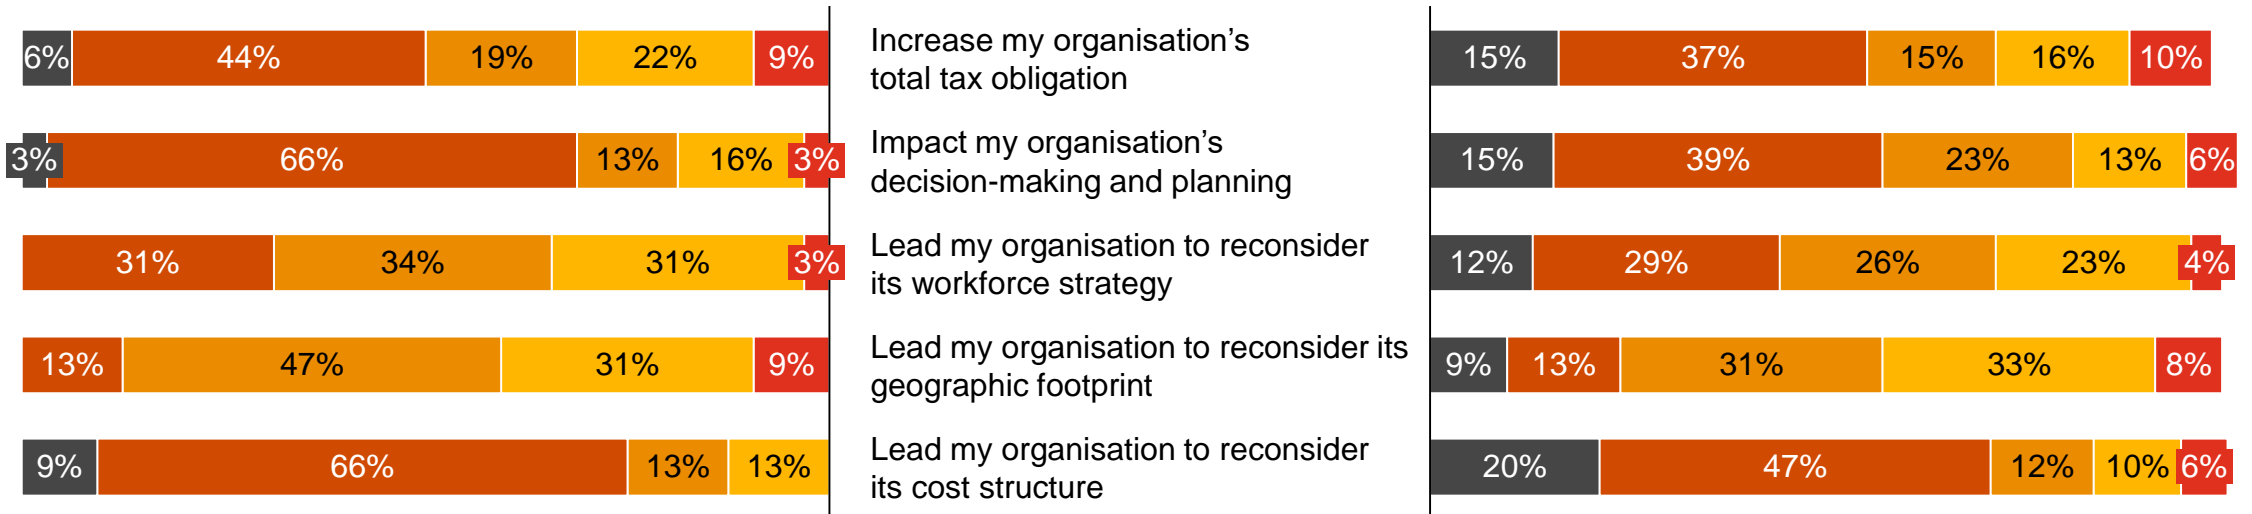 6% 44% 19% 22% 9%
Increase my organisation’s
total tax obligation
15% 37% 15% 16% 10%
3% 66% 13% 16% 3%
Impact my organisation’s
decision-making and planning
15% 39% 23% 13% 6%
31% 34% 31% 3%
Lead my organisation to reconsider
its workforce strategy
12% 29% 26% 23% 4%
13% 47% 31% 9%
Lead my organisation to reconsider its
geographic footprint
9% 13% 31% 33% 8%
9% 66% 13% 13%
Lead my organisation to reconsider
its cost structure
20% 47% 12% 10% 6%